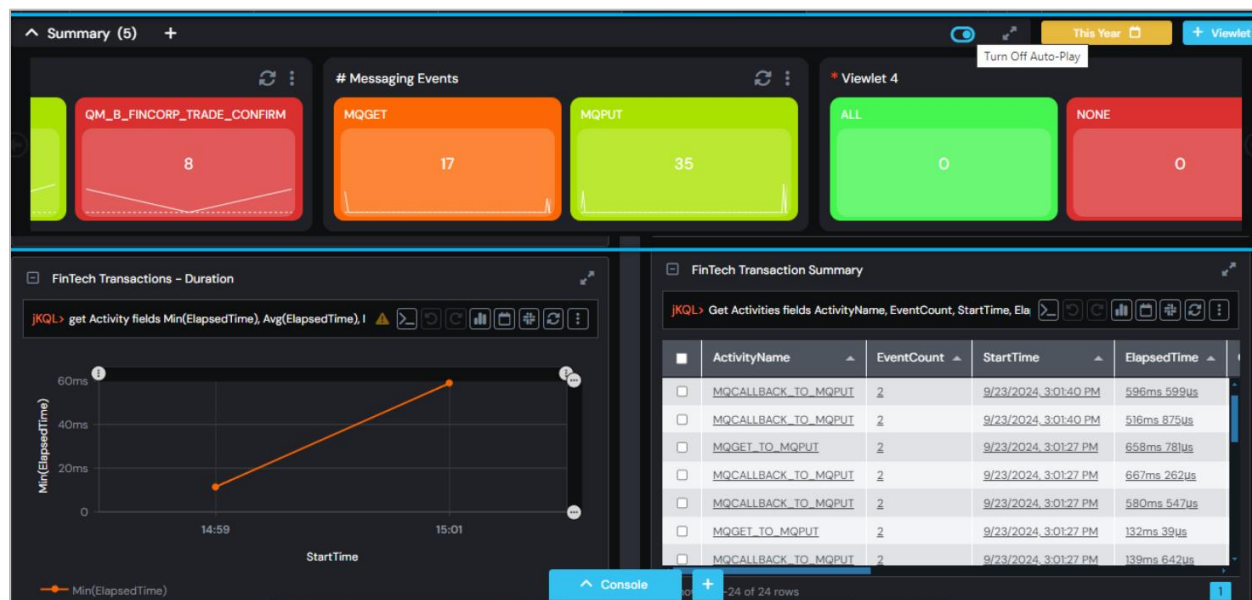 Summary (5) +
This Year
+ Viewlet
Turn Off Auto-Play
# Messaging Events
* Viewlet 4
QM_B_FINCORP_TRADE_CONFIRM
8
MQGET
17
MQPUT
35
ALL
0
NONE
0
FinTech Transactions - Duration
jKQL> get Activity fields Min(ElapsedTime), Avg(ElapsedTime), 
60ms
40ms
20ms
0
Min(ElapsedTime)
14:59
15:01
StartTime
Min(ElapsedTime)
FinTech Transaction Summary
jKQL> Get Activities fields ActivityName, EventCount, StartTime, Ela
ActivityName EventCount StartTime ElapsedTime
MQCALLBACK_TO_MQPUT 2 9/23/2024, 3:01:40 PM 596ms 599µs
MQCALLBACK_TO_MQPUT 2 9/23/2024, 3:01:40 PM 516ms 875µs
MQGET_TO_MQPUT 2 9/23/2024, 3:01:27 PM 658ms 781µs
MQCALLBACK_TO_MQPUT 2 9/23/2024, 3:01:27 PM 667ms 262µs
MQCALLBACK_TO_MQPUT 2 9/23/2024, 3:01:27 PM 580ms 547µs
MQGET_TO_MQPUT 2 9/23/2024, 3:01:27 PM 132ms 39µs
MQCALLBACK_TO_MQPUT 2 9/23/2024, 3:01:27 PM 139ms 642µs
-24 of 24 rows
1
Console +